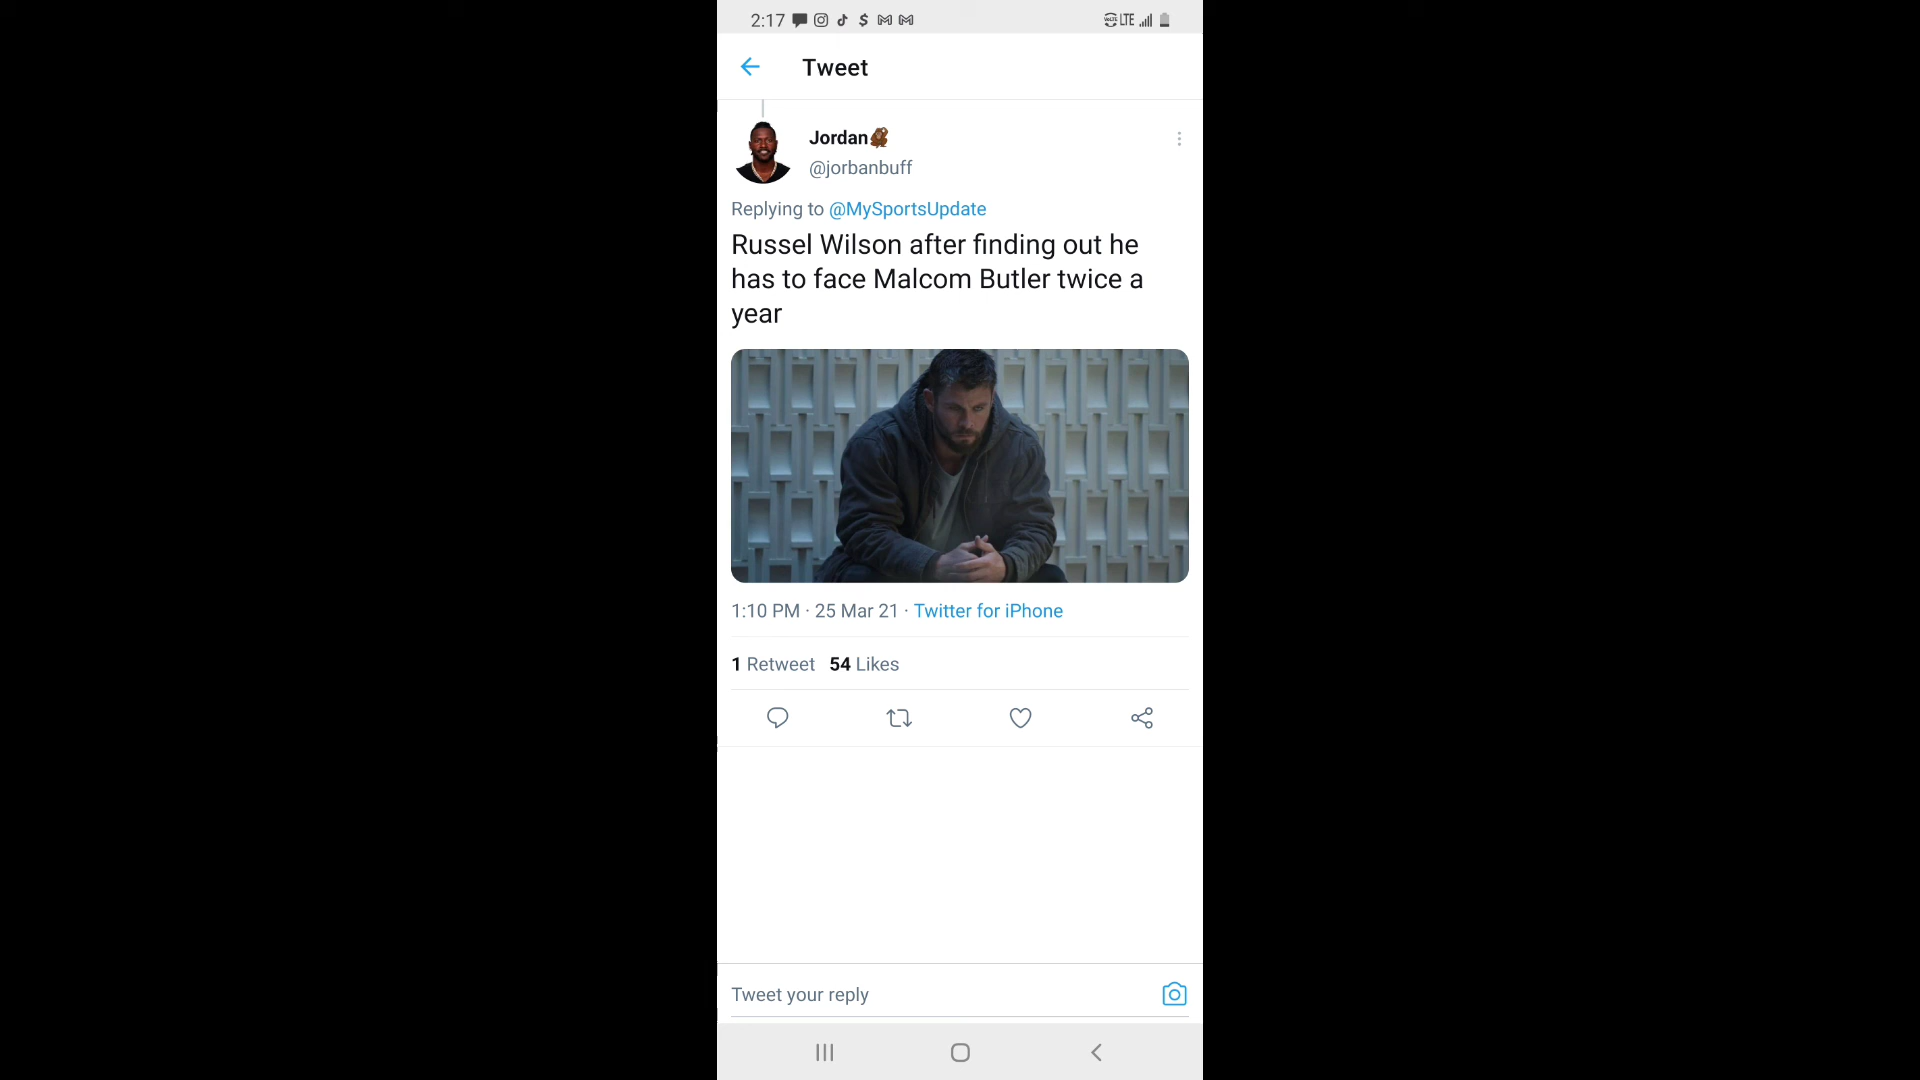 2:17 LTE
Tweet
Jordan🦧
@jorbanbuff
Replying to @MySportsUpdate
Russel Wilson after finding out he
has to face Malcom Butler twice a
year
1:10 PM · 25 Mar 21 · Twitter for iPhone
1 Retweet 54 Likes
Tweet your reply